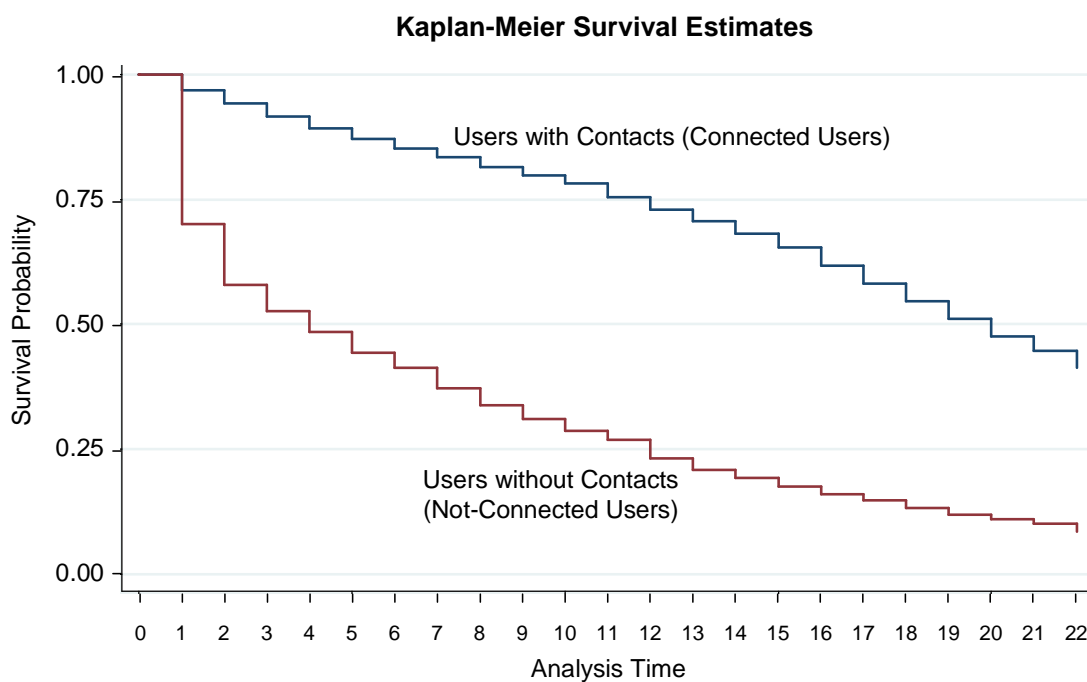 Kaplan-Meier Survival Estimates
1.00
0.75
0.50
0.25
0.00
Survival Probability
Users with Contacts (Connected Users)
Users without Contacts
(Not-Connected Users)
0 1 2 3 4 5 6 7 8 9 10 11 12 13 14 15 16 17 18 19 20 21 22
Analysis Time